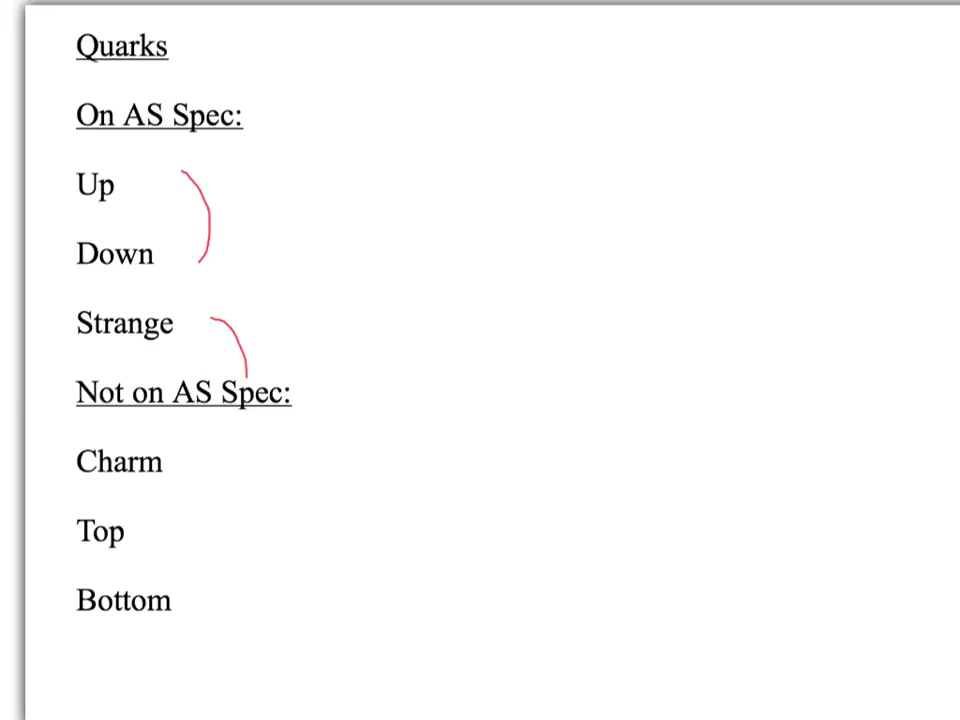 Quarks
On AS Spec:
Up
Down
Strange
Not on AS Spec:
Charm
Top
Bottom